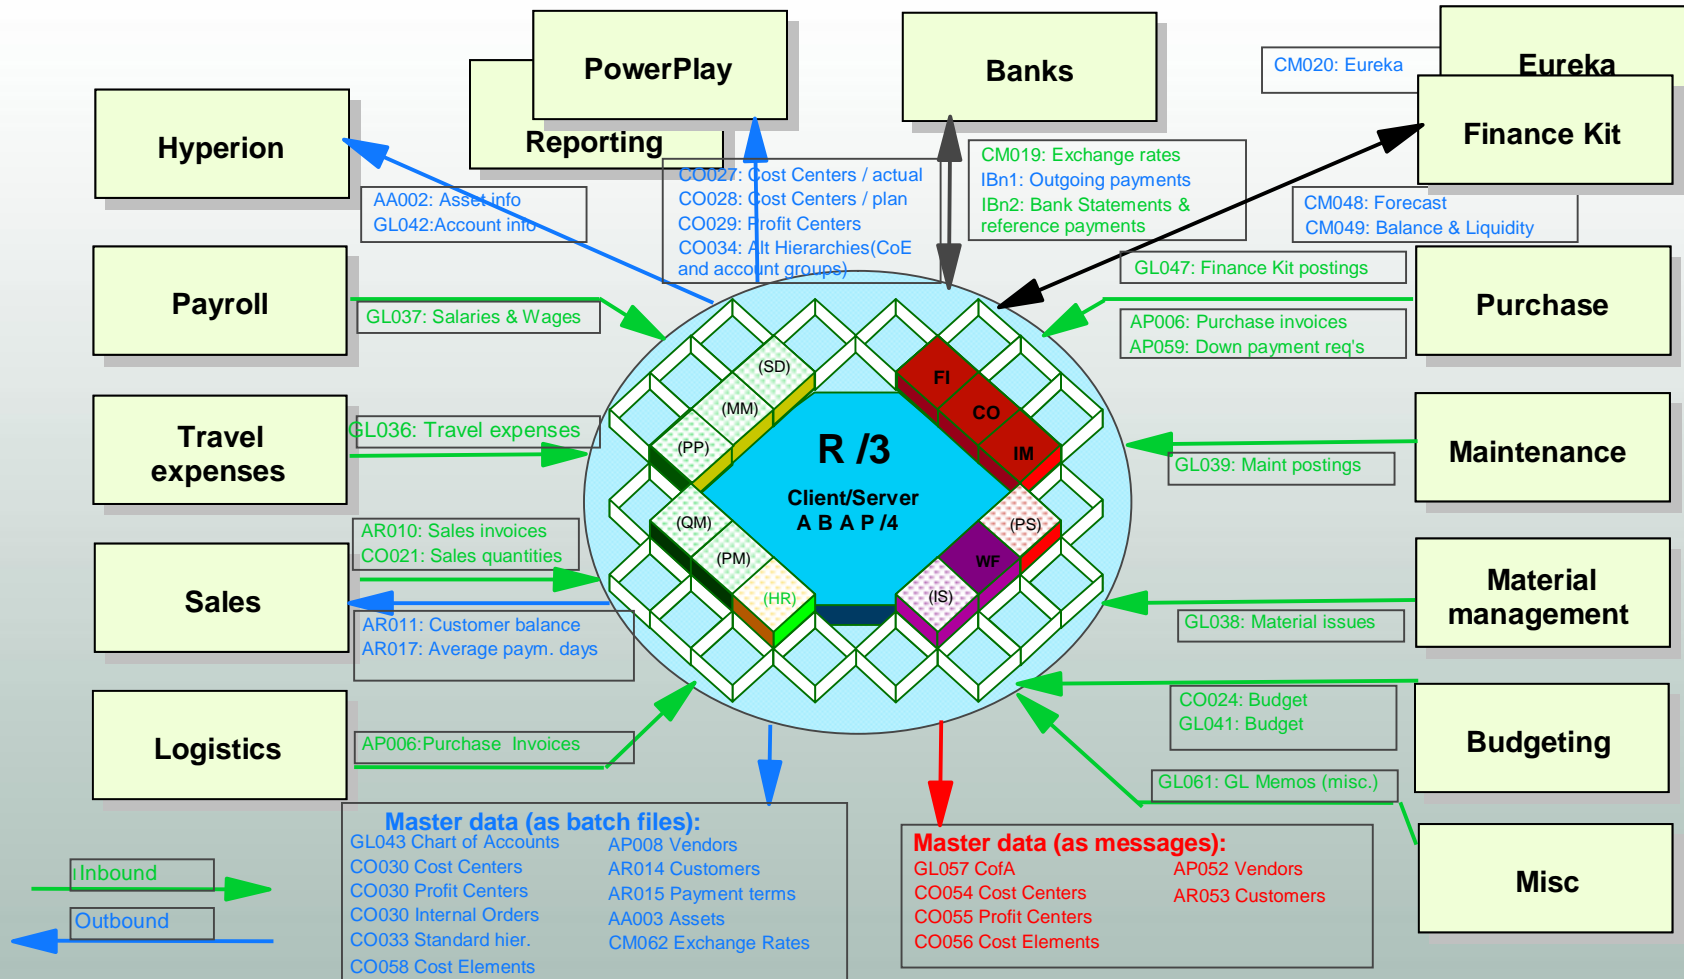 PowerPlay
Banks
CM020: Eureka
Eureka
Hyperion
Reporting
Finance Kit
CO027: Cost Centers / actual
CO028: Cost Centers / plan
CO029: Profit Centers
CO034: Alt Hierarchies(CoE
and account groups)
CM019: Exchange rates
IBn1: Outgoing payments
IBn2: Bank Statements &
reference payments
AA002: Asset info
GL042:Account info
CM048: Forecast
CM049: Balance & Liquidity
GL047: Finance Kit postings
Payroll
GL037: Salaries & Wages
Purchase
AP006: Purchase invoices
AP059: Down payment req's
Travel
expenses
GL036: Travel expenses
Maintenance
GL039: Maint postings
(SD)
(MM)
(PP)
FI
CO
IM
R /3
Client/Server
A B A P /4
(QM)
(PM)
(HR)
(PS)
WF
(IS)
Sales
AR010: Sales invoices
CO021: Sales quantities
AR011: Customer balance
AR017: Average paym. days
Material
management
GL038: Material issues
Logistics
AP006:Purchase Invoices
Budgeting
CO024: Budget
GL041: Budget
GL061: GL Memos (misc.)
Misc
Master data (as batch files):
GL043 Chart of Accounts
CO030 Cost Centers
CO030 Profit Centers
CO030 Internal Orders
CO033 Standard hier.
CO058 Cost Elements
AP008 Vendors
AR014 Customers
AR015 Payment terms
AA003 Assets
CM062 Exchange Rates
Master data (as messages):
GL057 CofA
CO054 Cost Centers
CO055 Profit Centers
CO056 Cost Elements
AP052 Vendors
AR053 Customers
Inbound
Outbound